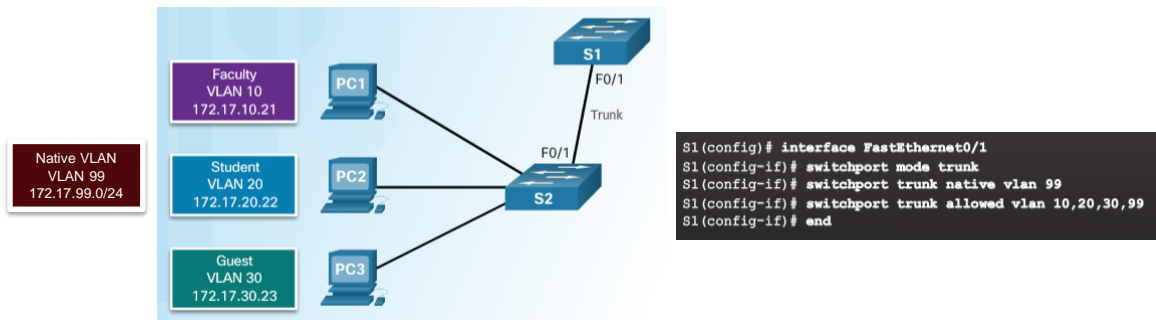 Native VLAN
VLAN 99
172.17.99.0/24
Faculty
VLAN 10
172.17.10.21
PC1
Student
VLAN 20
172.17.20.22
PC2
Guest
VLAN 30
172.17.30.23
PC3
S1
F0/1
Trunk
F0/1
S2
S1(config)# interface FastEthernet0/1
S1(config-if)# switchport mode trunk
S1(config-if)# switchport trunk native vlan 99
S1(config-if)# switchport trunk allowed vlan 10,20,30,99
S1(config-if)# end